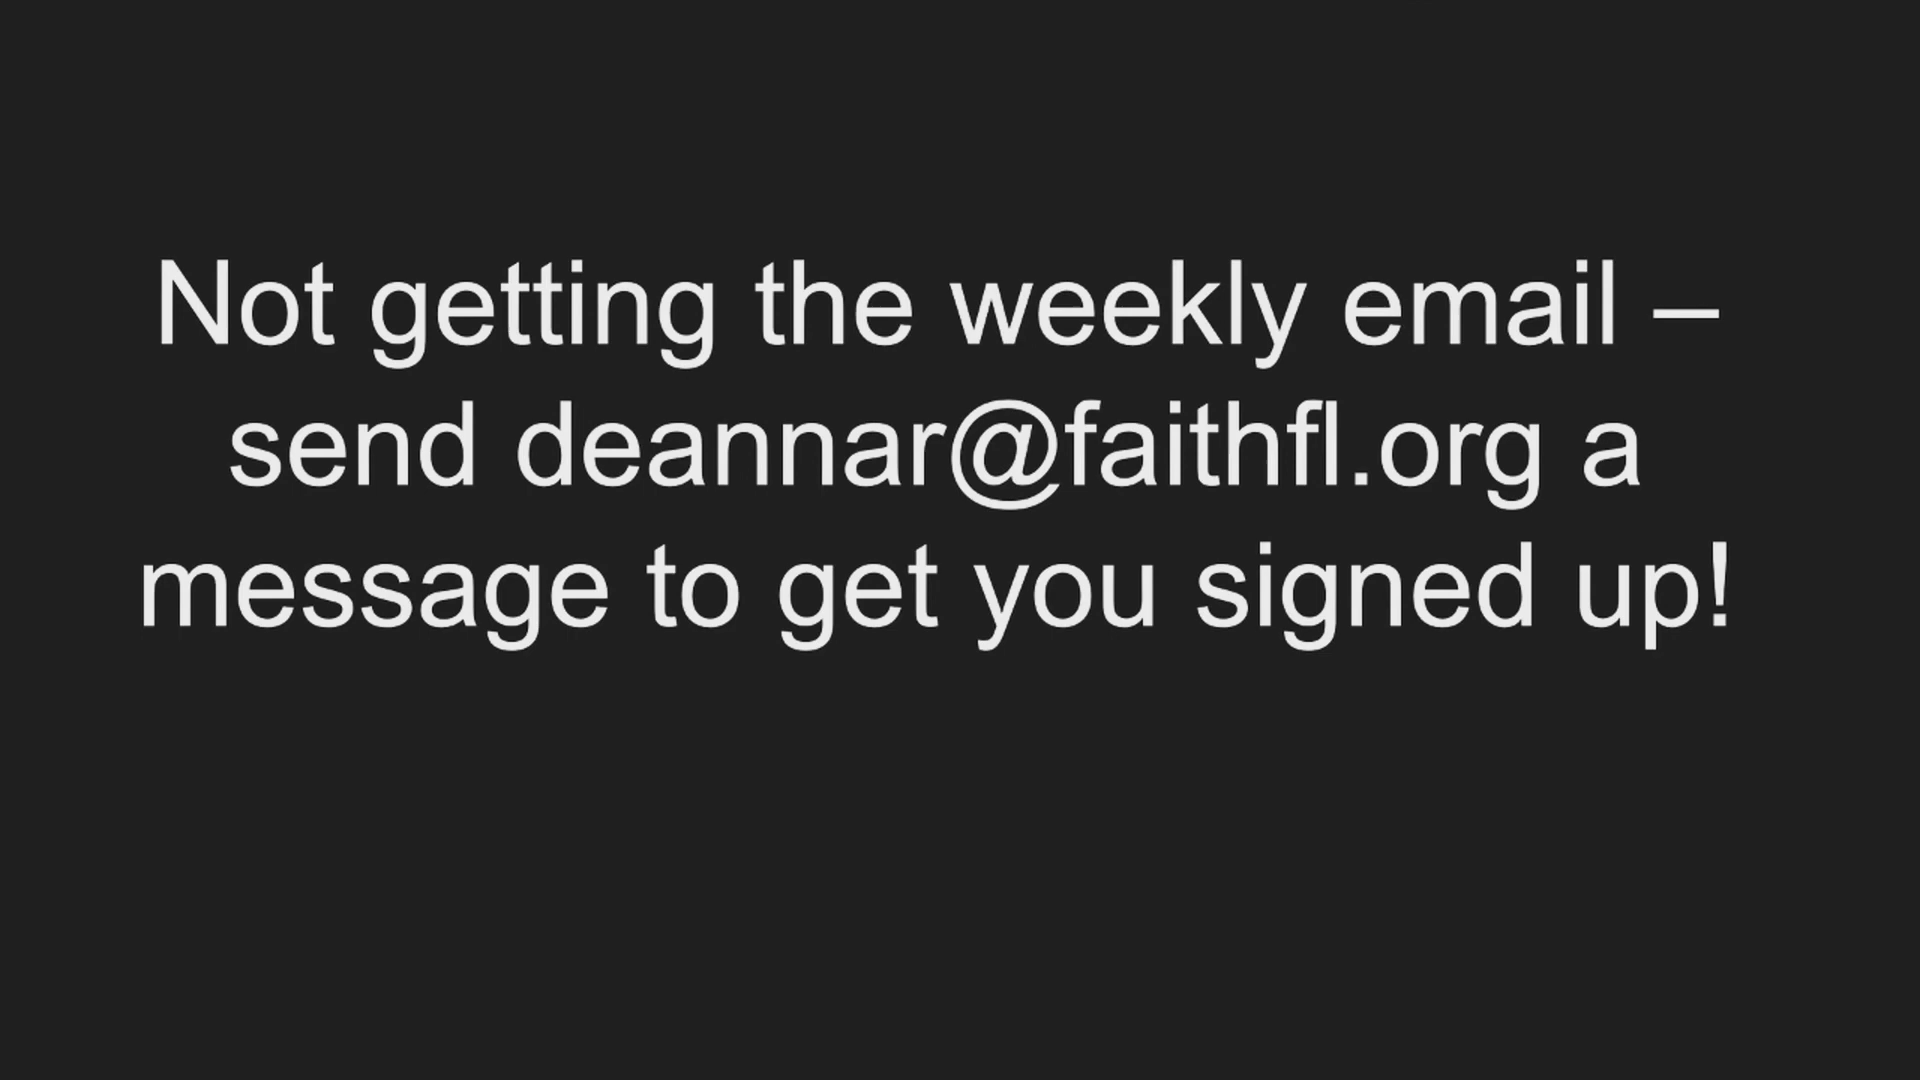 Not getting the weekly email –
send deannar@faithfl.org a
message to get you signed up!